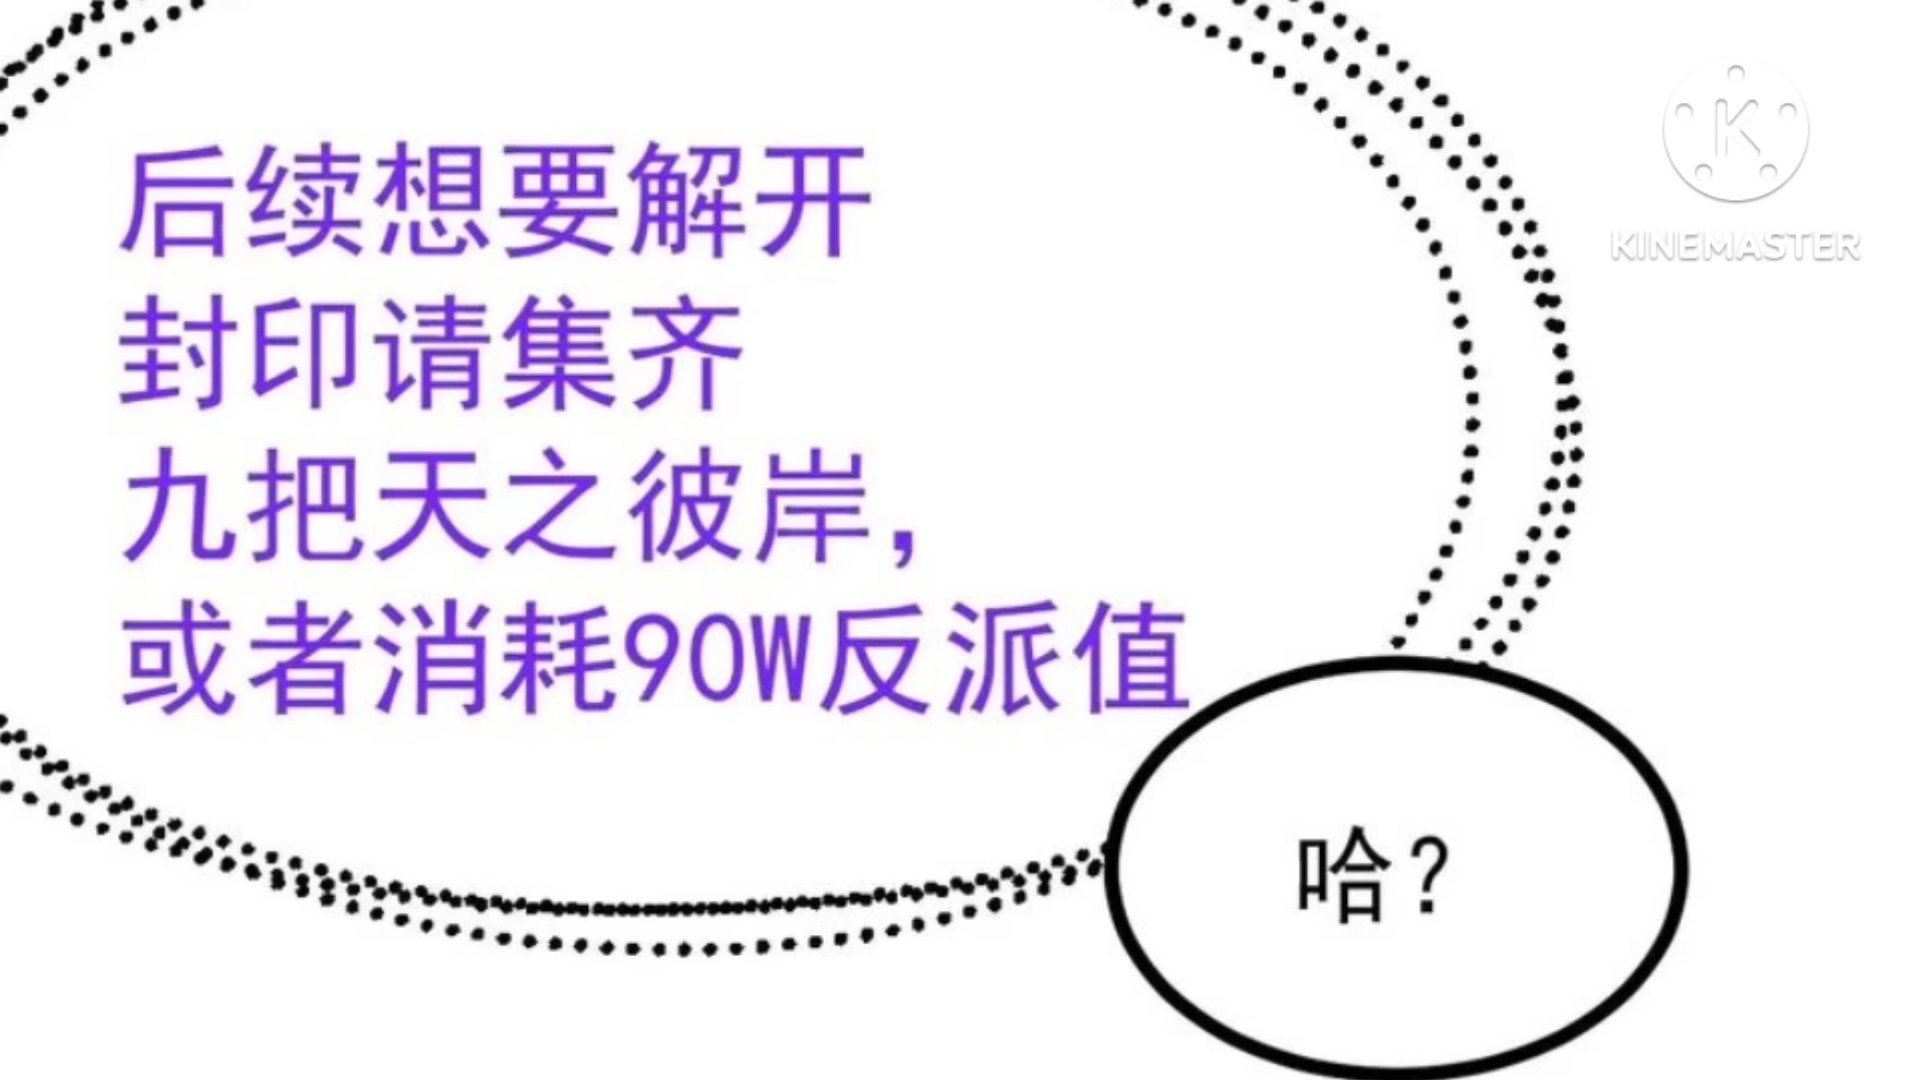 后续想要解开
封印请集齐
九把天之彼岸，
或者消耗90W反派值
哈？
K
KINEMASTER